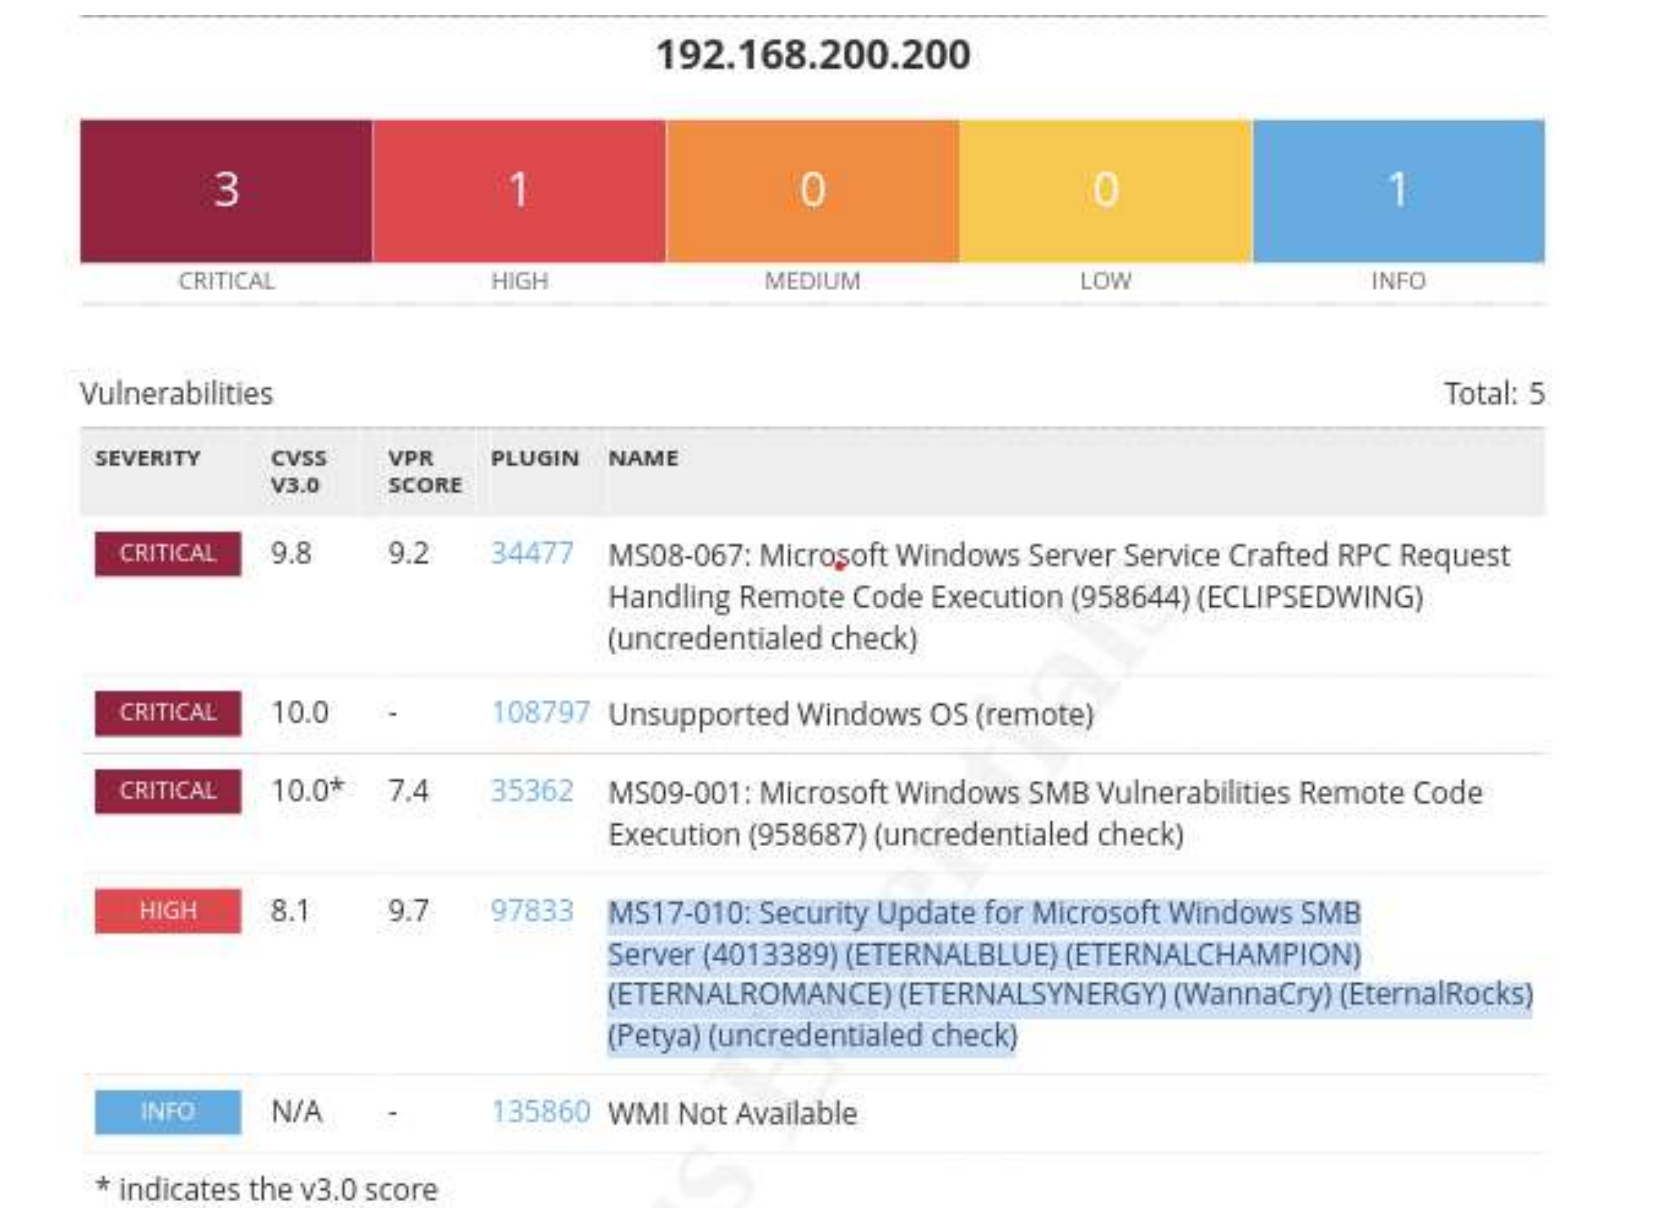 192.168.200.200
3 1 0 0 1
CRITICAL HIGH MEDIUM LOW INFO
Vulnerabilities Total: 5
SEVERITY CVSS V3.0 VPR SCORE PLUGIN NAME
CRITICAL 9.8 9.2 34477 MS08-067: Microsoft Windows Server Service Crafted RPC Request
Handling Remote Code Execution (958644) (ECLIPSEDWING)
(uncredentialed check)
CRITICAL 10.0 - 108797 Unsupported Windows OS (remote)
CRITICAL 10.0* 7.4 35362 MS09-001: Microsoft Windows SMB Vulnerabilities Remote Code
Execution (958687) (uncredentialed check)
HIGH 8.1 9.7 97833 MS17-010: Security Update for Microsoft Windows SMB
Server (4013389) (ETERNALBLUE) (ETERNALCHAMPION)
(ETERNALROMANCE) (ETERNALSYNERGY) (WannaCry) (EternalRocks)
(Petya) (uncredentialed check)
INFO N/A - 135860 WMI Not Available
* indicates the v3.0 score